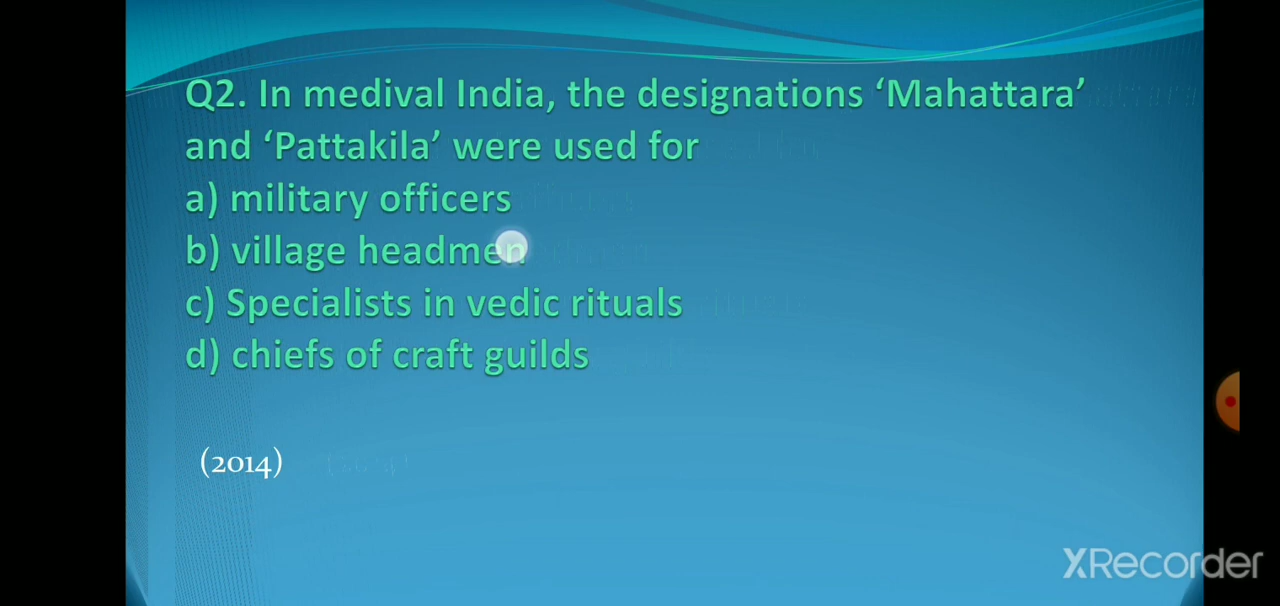 Q2. In medival India, the designations ‘Mahattara’
and ‘Pattakila’ were used for
a) military officers
b) village headmen
c) Specialists in vedic rituals
d) chiefs of craft guilds
(2014)
XRecorder